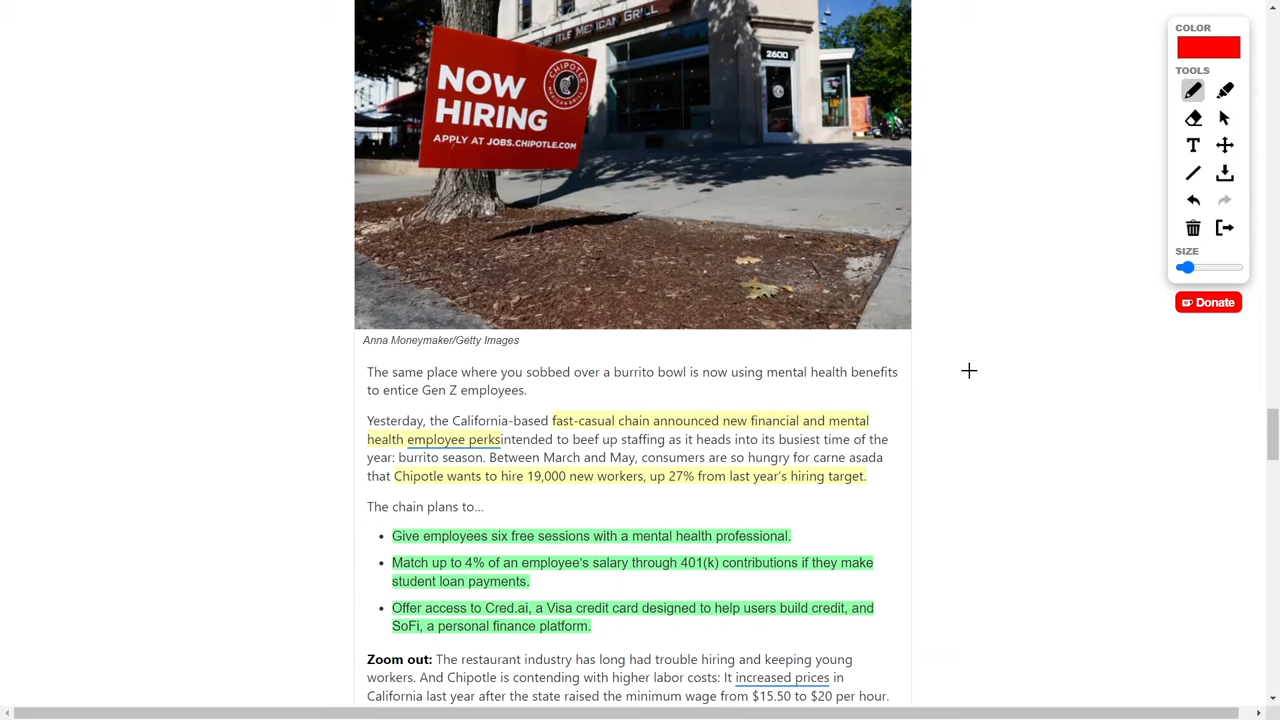 CHIPOTLE MEXICAN GRILL
2600
NOW
HIRING
CHIPOTLE
MEXICAN GRILL
APPLY AT JOBS.CHIPOTLE.COM
Anna Moneymaker/Getty Images
The same place where you sobbed over a burrito bowl is now using mental health benefits
to entice Gen Z employees.
Yesterday, the California-based fast-casual chain announced new financial and mental
health employee perksintended to beef up staffing as it heads into its busiest time of the
year: burrito season. Between March and May, consumers are so hungry for carne asada
that Chipotle wants to hire 19,000 new workers, up 27% from last year’s hiring target.
The chain plans to…
• Give employees six free sessions with a mental health professional.
• Match up to 4% of an employee’s salary through 401(k) contributions if they make
student loan payments.
• Offer access to Cred.ai, a Visa credit card designed to help users build credit, and
SoFi, a personal finance platform.
Zoom out: The restaurant industry has long had trouble hiring and keeping young
workers. And Chipotle is contending with higher labor costs: It increased prices in
California last year after the state raised the minimum wage from $15.50 to $20 per hour.
COLOR
TOOLS
T
SIZE
Donate